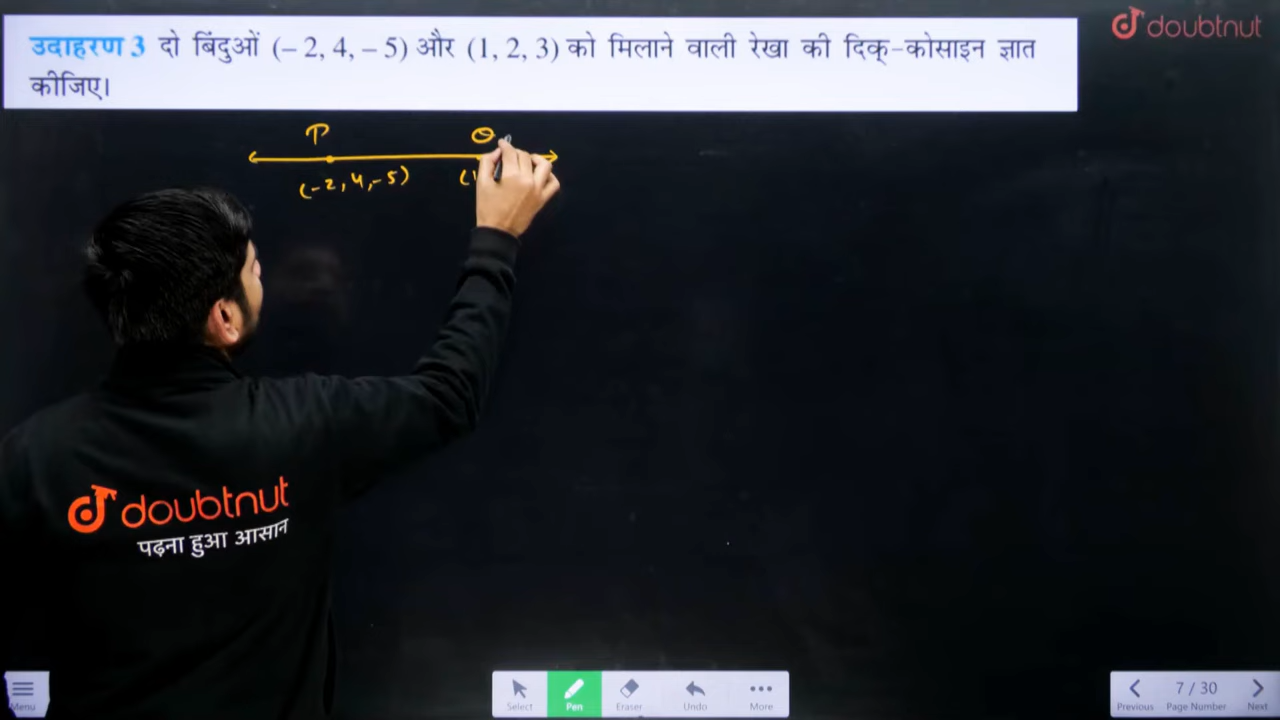 उदाहरण 3 दो बिंदुओं (– 2, 4, – 5) और (1, 2, 3) को मिलाने वाली रेखा की दिक्-कोसाइन ज्ञात
कीजिए।
doubtnut
P Q
(-2, 4, -5) (1
doubtnut
पढ़ना हुआ आसान
Menu Select Pen Eraser Undo More Previous 7 / 30 Page Number Next